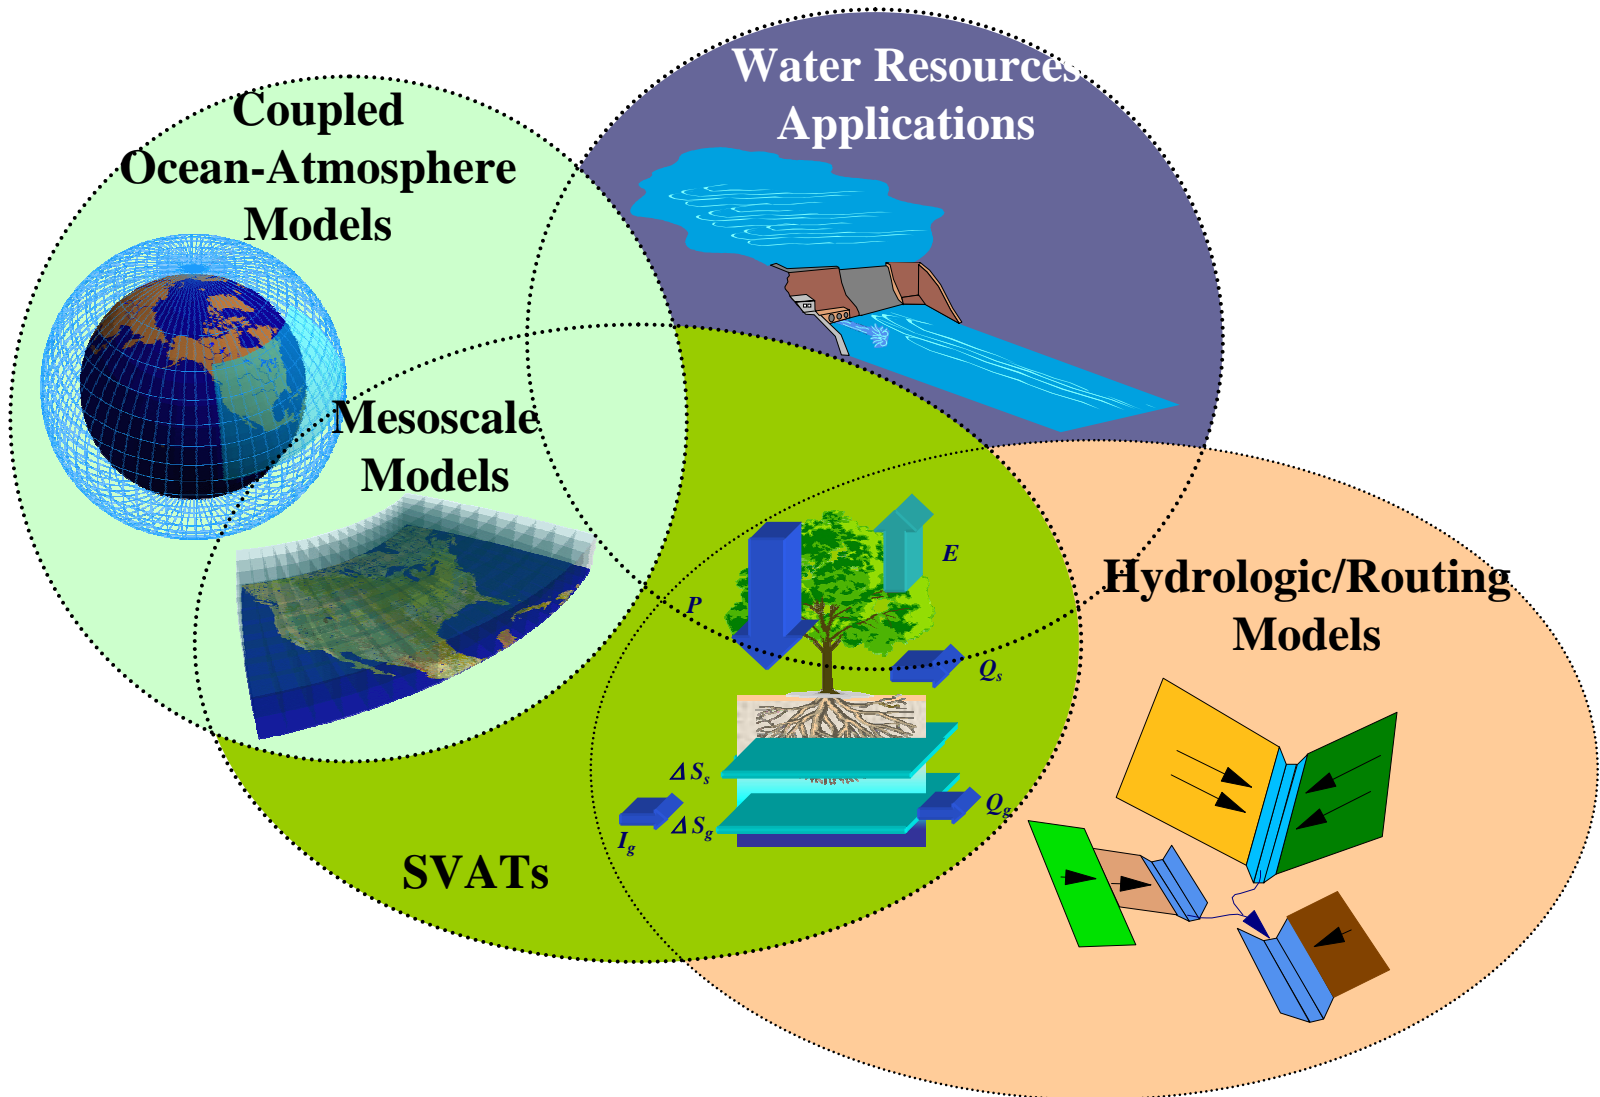 Water Resources
Applications
Coupled
Ocean-Atmosphere
Models
Mesoscale
Models
Hydrologic/Routing
Models
E
P
Qs
ΔSs
Qg
ΔSg
Ig
SVATs